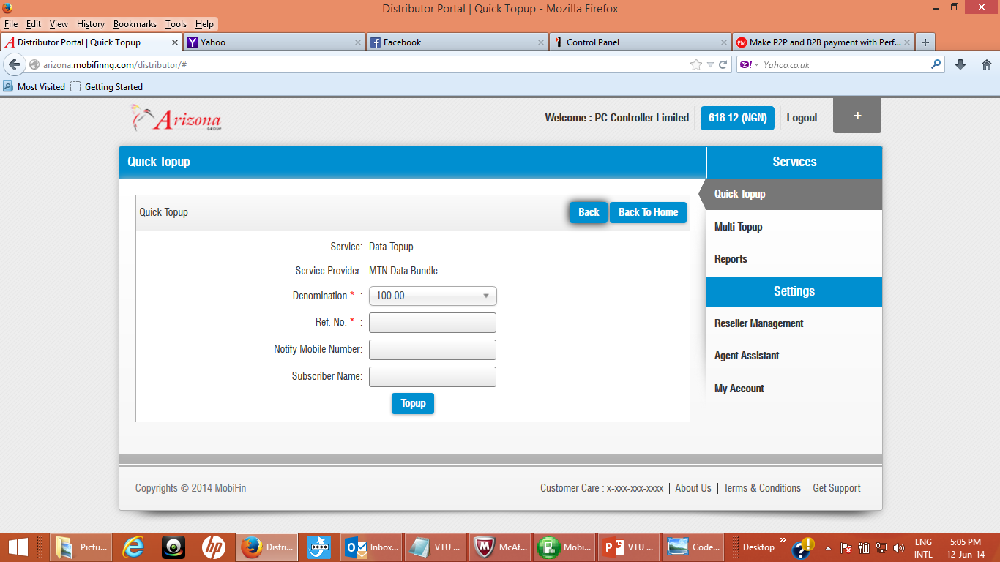 Distributor Portal | Quick Topup - Mozilla Firefox
File Edit View History Bookmarks Tools Help
Distributor Portal | Quick Topup
Yahoo
Facebook
Control Panel
Make P2P and B2B payment with Perf...
arizona.mobifinng.com/distributor/#
Yahoo.co.uk
Most Visited Getting Started
Arizona
GROUP
Welcome : PC Controller Limited
618.12 (NGN)
Logout
+
Quick Topup
Services
Quick Topup
Back
Back To Home
Service: Data Topup
Service Provider: MTN Data Bundle
Denomination * : 100.00
Ref. No. * :
Notify Mobile Number:
Subscriber Name:
Topup
Quick Topup
Multi Topup
Reports
Settings
Reseller Management
Agent Assistant
My Account
Copyrights © 2014 MobiFin
Customer Care : x-xxx-xxx-xxxx | About Us | Terms & Conditions | Get Support
Pictu...
Distri...
Inbox...
VTU ...
McAf...
Mobi...
VTU ...
Code...
Desktop
ENG
INTL
5:05 PM
12-Jun-14